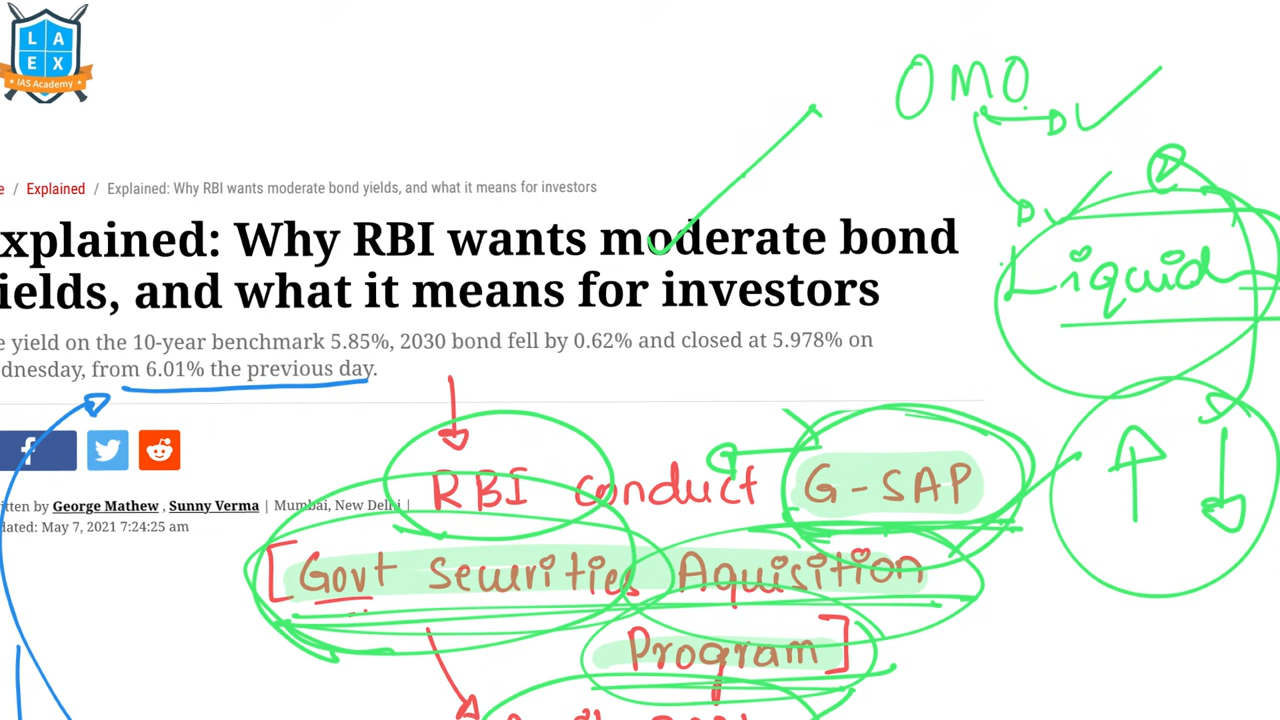 L A
E X
IAS Academy
OMO
e / Explained / Explained: Why RBI wants moderate bond yields, and what it means for investors
xplained: Why RBI wants moderate bond
ields, and what it means for investors
Liquid
e yield on the 10-year benchmark 5.85%, 2030 bond fell by 0.62% and closed at 5.978% on
dnesday, from 6.01% the previous day.
f
RBI conduct G-SAP
tten by George Mathew , Sunny Verma | Mumbai, New Delhi |
dated: May 7, 2021 7:24:25 am
[Govt Securities Aquisition
Program]